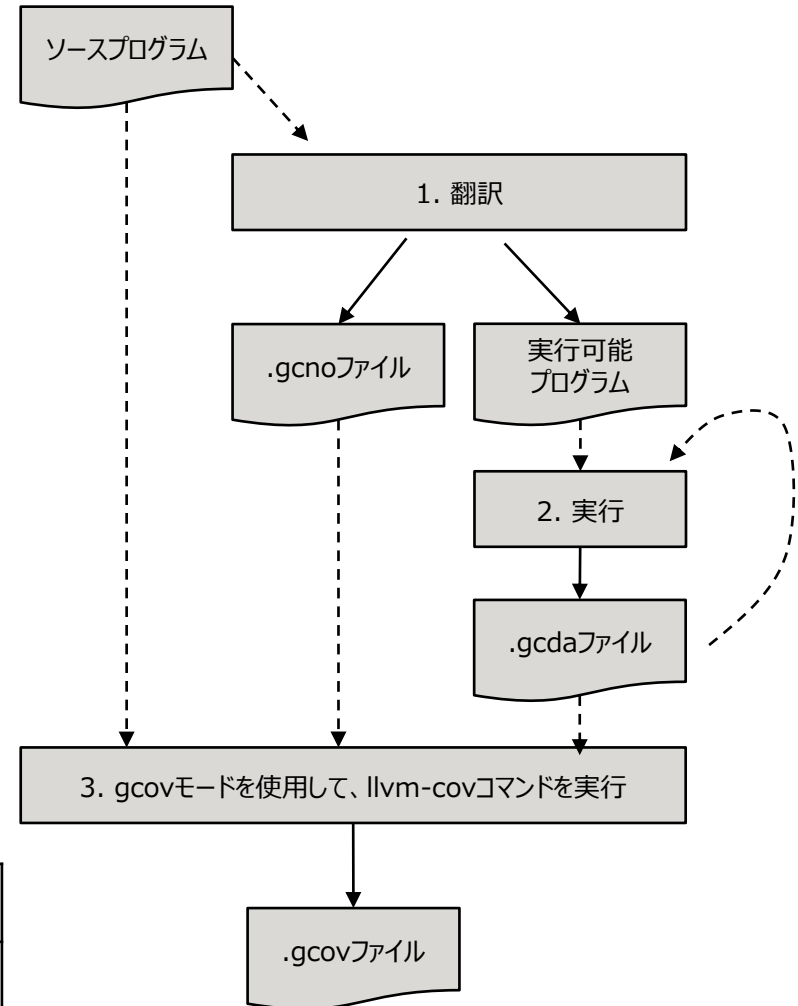 ソースプログラム
1. 翻訳
.gcnoファイル
実行可能
プログラム
2. 実行
.gcdaファイル
3. gcovモードを使用して、llvm-covコマンドを実行
.gcovファイル